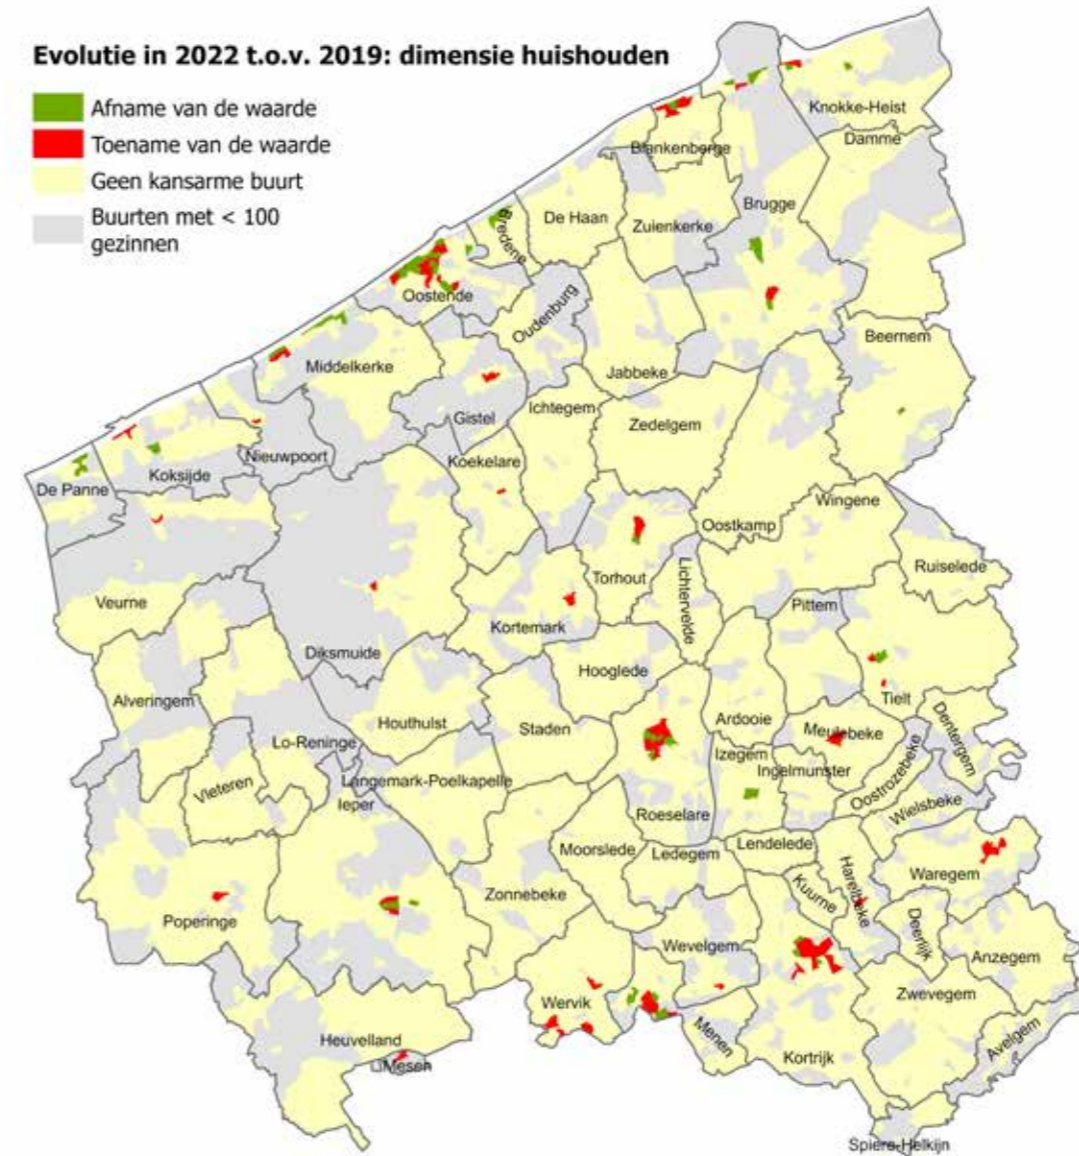 Evolutie in 2022 t.o.v. 2019: dimensie huishouden
Afname van de waarde
Toename van de waarde
Geen kansarme buurt
Buurten met < 100
gezinnen
Knokke-Heist
Damme
Blankenberge
Brugge
De Haan
Zuienkerke
Bredene
Oostende
Oudenburg
Middelkerke
Jabbeke
Beernem
Gistel
Ichtegem
Zedelgem
Nieuwpoort
Koekelare
Koksijde
De Panne
Wingene
Oostkamp
Ruiselede
Torhout
Lichtervelde
Veurne
Kortemark
Pittem
Diksmuide
Hooglede
Tielt
Alveringem
Houthulst
Staden
Ardooie
Meulebeke
Dentergem
Lo-Reninge
Izegem
Ingelmunster
Oostrozebeke
Vleteren
Langemark-Poelkapelle
Ieper
Wielsbeke
Roeselare
Moorslede
Ledegem
Lendelede
Harelbeke
Waregem
Zonnebeke
Kuurne
Poperinge
Deerlijk
Wevelgem
Anzegem
Wervik
Zwevegem
Menen
Avelgem
Heuvelland
Kortrijk
Mesen
Spiere-Helkijn